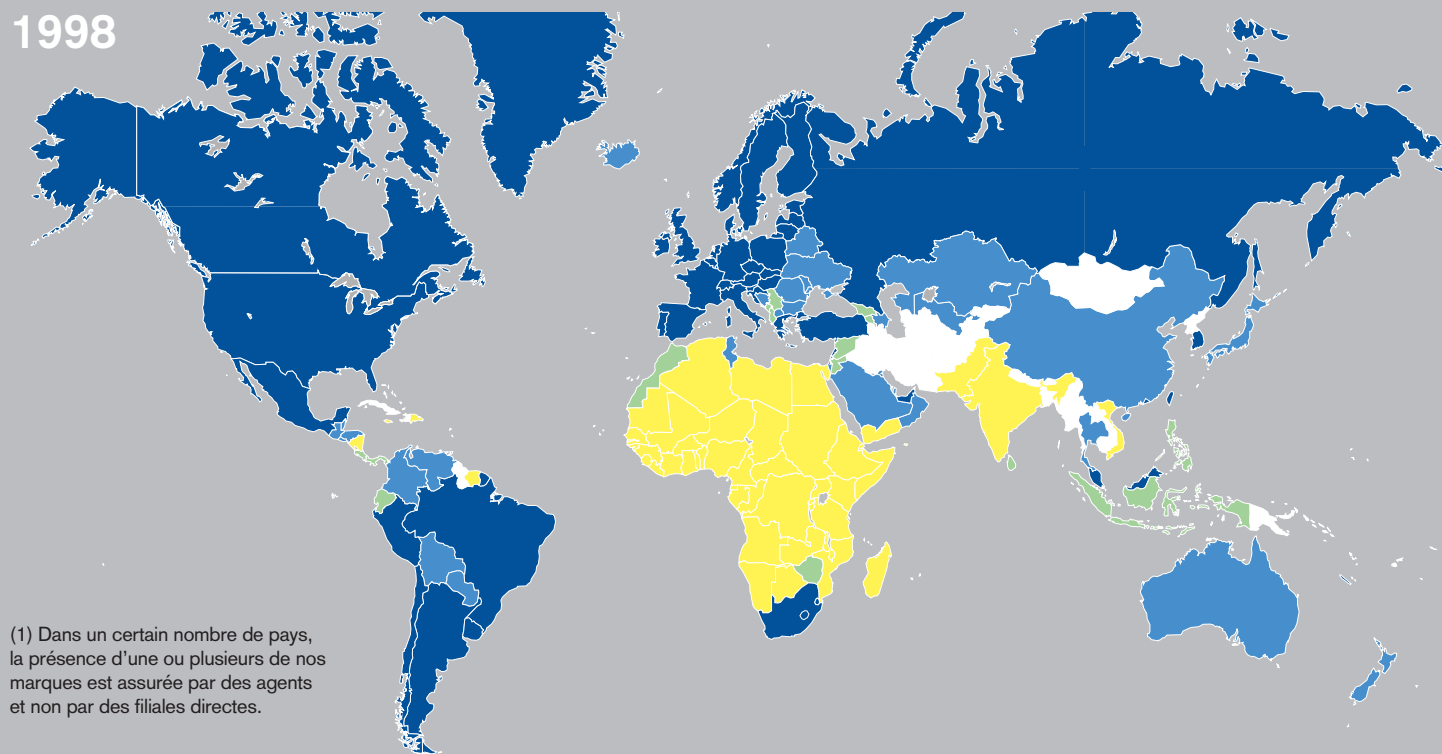 1998
(1) Dans un certain nombre de pays,
la présence d’une ou plusieurs de nos
marques est assurée par des agents
et non par des filiales directes.